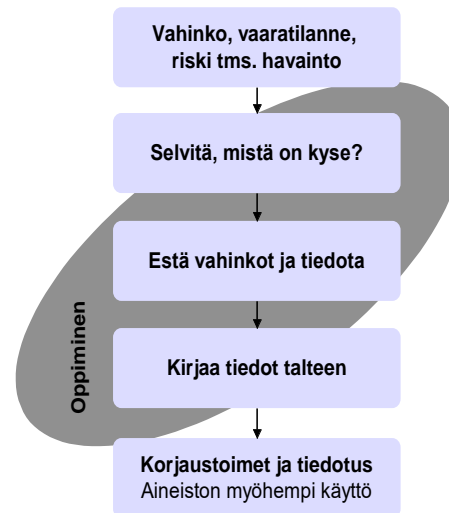 Vahinko, vaaratilanne,
riski tms. havainto
Selvitä, mistä on kyse?
Estä vahinkot ja tiedota
Oppiminen
Kirjaa tiedot talteen
Korjaustoimet ja tiedotus
Aineiston myöhempi käyttö